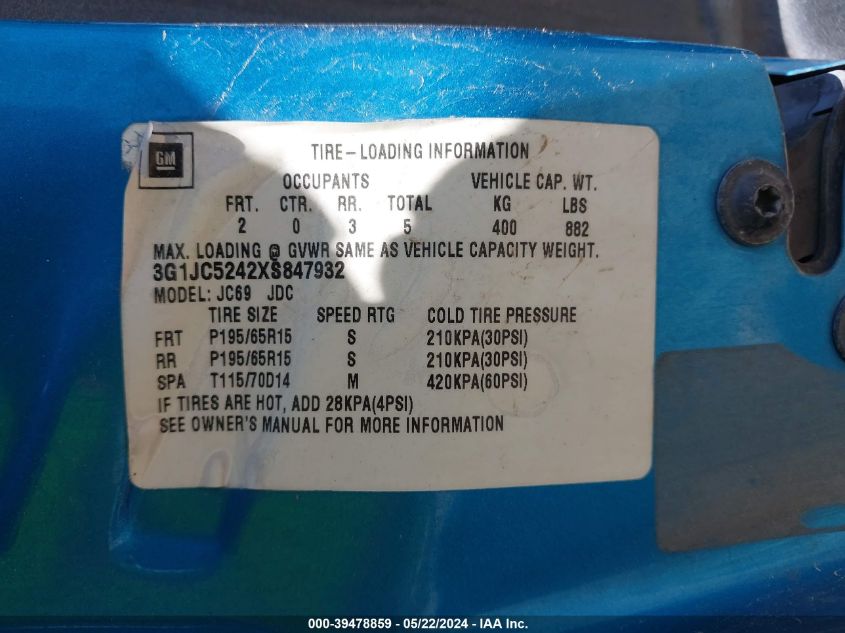 GM
TIRE-LOADING INFORMATION
OCCUPANTS VEHICLE CAP. WT.
FRT. CTR. RR. TOTAL KG LBS
2 0 3 5 400 882
MAX. LOADING @ GVWR SAME AS VEHICLE CAPACITY WEIGHT.
3G1JC5242XS847932
MODEL: JC69 JDC
TIRE SIZE SPEED RTG COLD TIRE PRESSURE
FRT P195/65R15 S 210KPA(30PSI)
RR P195/65R15 S 210KPA(30PSI)
SPA T115/70D14 M 420KPA(60PSI)
IF TIRES ARE HOT, ADD 28KPA(4PSI)
SEE OWNER'S MANUAL FOR MORE INFORMATION
000-39478859 - 05/22/2024 - IAA Inc.